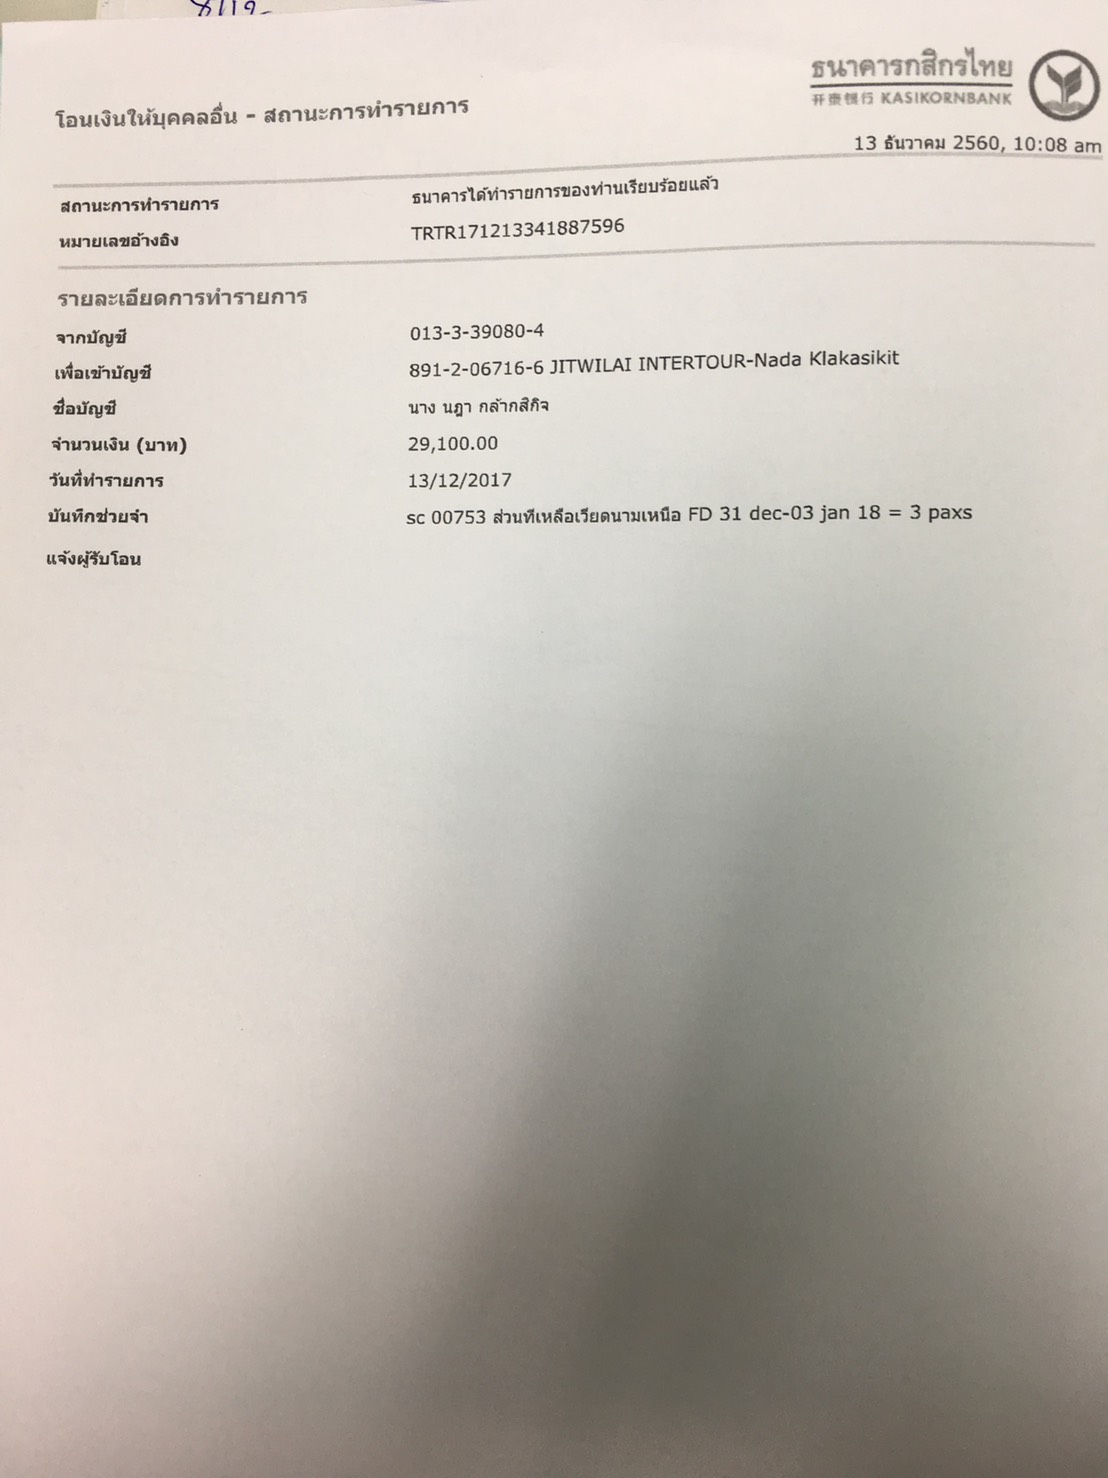 ธนาคารกสิกรไทย
开泰银行 KASIKORNBANK
โอนเงินให้บุคคลอื่น - สถานะการทำรายการ
13 ธันวาคม 2560, 10:08 am
สถานะการทำรายการ ธนาคารได้ทำรายการของท่านเรียบร้อยแล้ว
หมายเลขอ้างอิง TRTR171213341887596
รายละเอียดการทำรายการ
จากบัญชี 013-3-39080-4
เพื่อเข้าบัญชี 891-2-06716-6 JITWILAI INTERTOUR-Nada Klakasikit
ชื่อบัญชี นาง นฎา กล้ากสิกิจ
จำนวนเงิน (บาท) 29,100.00
วันที่ทำรายการ 13/12/2017
บันทึกช่วยจำ sc 00753 ส่วนที่เหลือเวียดนามเหนือ FD 31 dec-03 jan 18 = 3 paxs
แจ้งผู้รับโอน